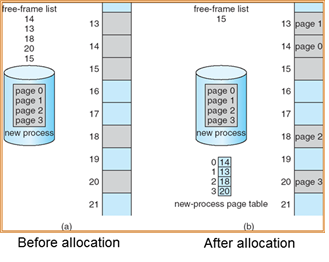 free-frame list
14
13
18
20
15
page 0
page 1
page 2
page 3
new process
13
14
15
16
17
18
19
20
21
(a)
Before allocation
free-frame list
15
page 0
page 1
page 2
page 3
new process
0 14
1 13
2 18
3 20
new-process page table
13 page 1
14 page 0
15
16
17
18 page 2
19
20 page 3
21
(b)
After allocation